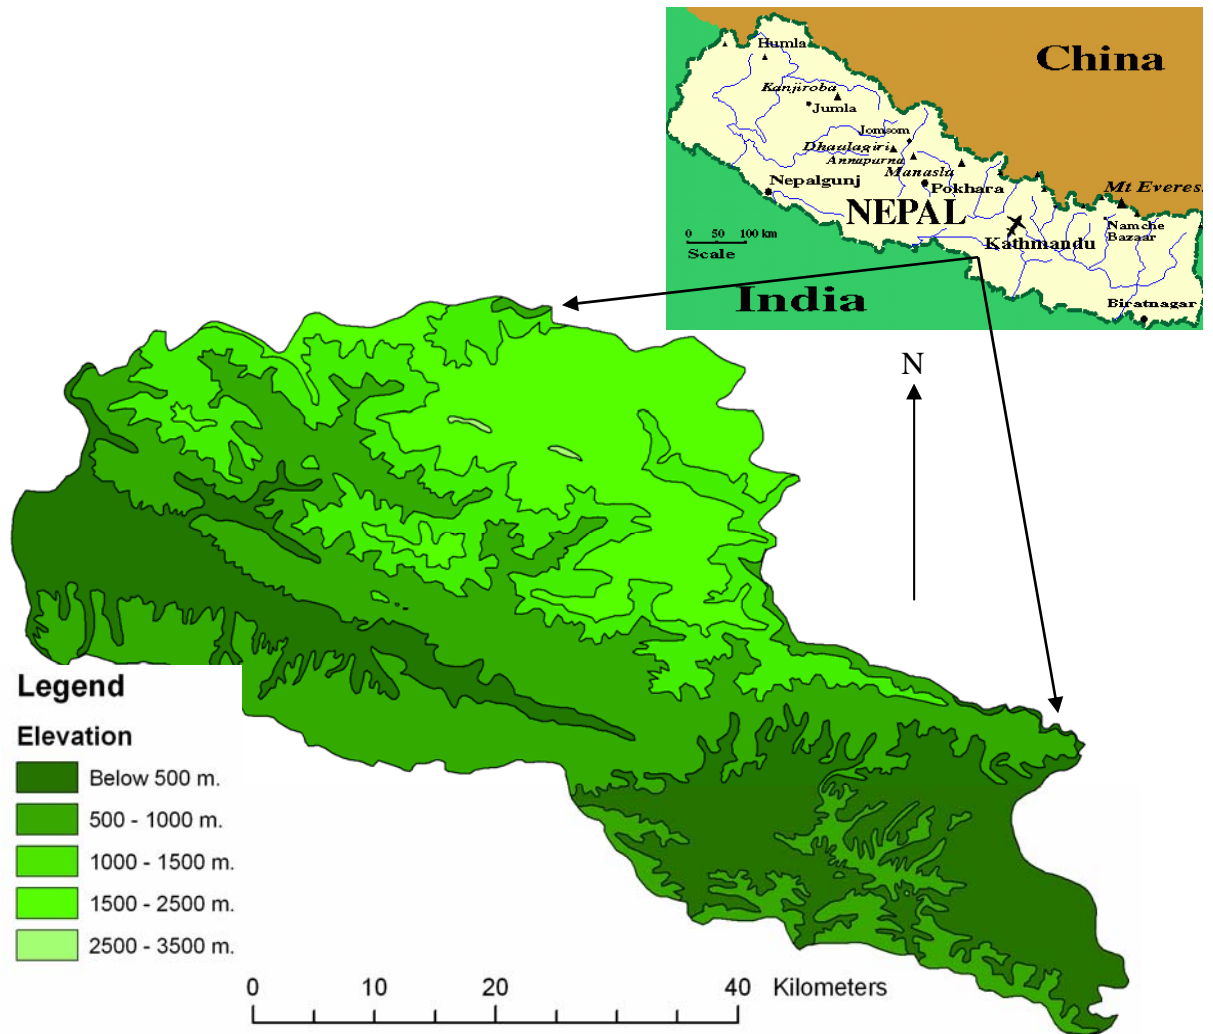 China
Humla
Kanjiroba
Jumla
Jomsom
Dhaulagiri
Annapurna
Manaslu
Mt Everes
Nepalgunj
Pokhara
NEPAL
Namche
Bazaar
0 50 100 km
Scale
Kathmandu
India
Biratnagar
N
Legend
Elevation
Below 500 m.
500 - 1000 m.
1000 - 1500 m.
1500 - 2500 m.
2500 - 3500 m.
0 10 20 40 Kilometers